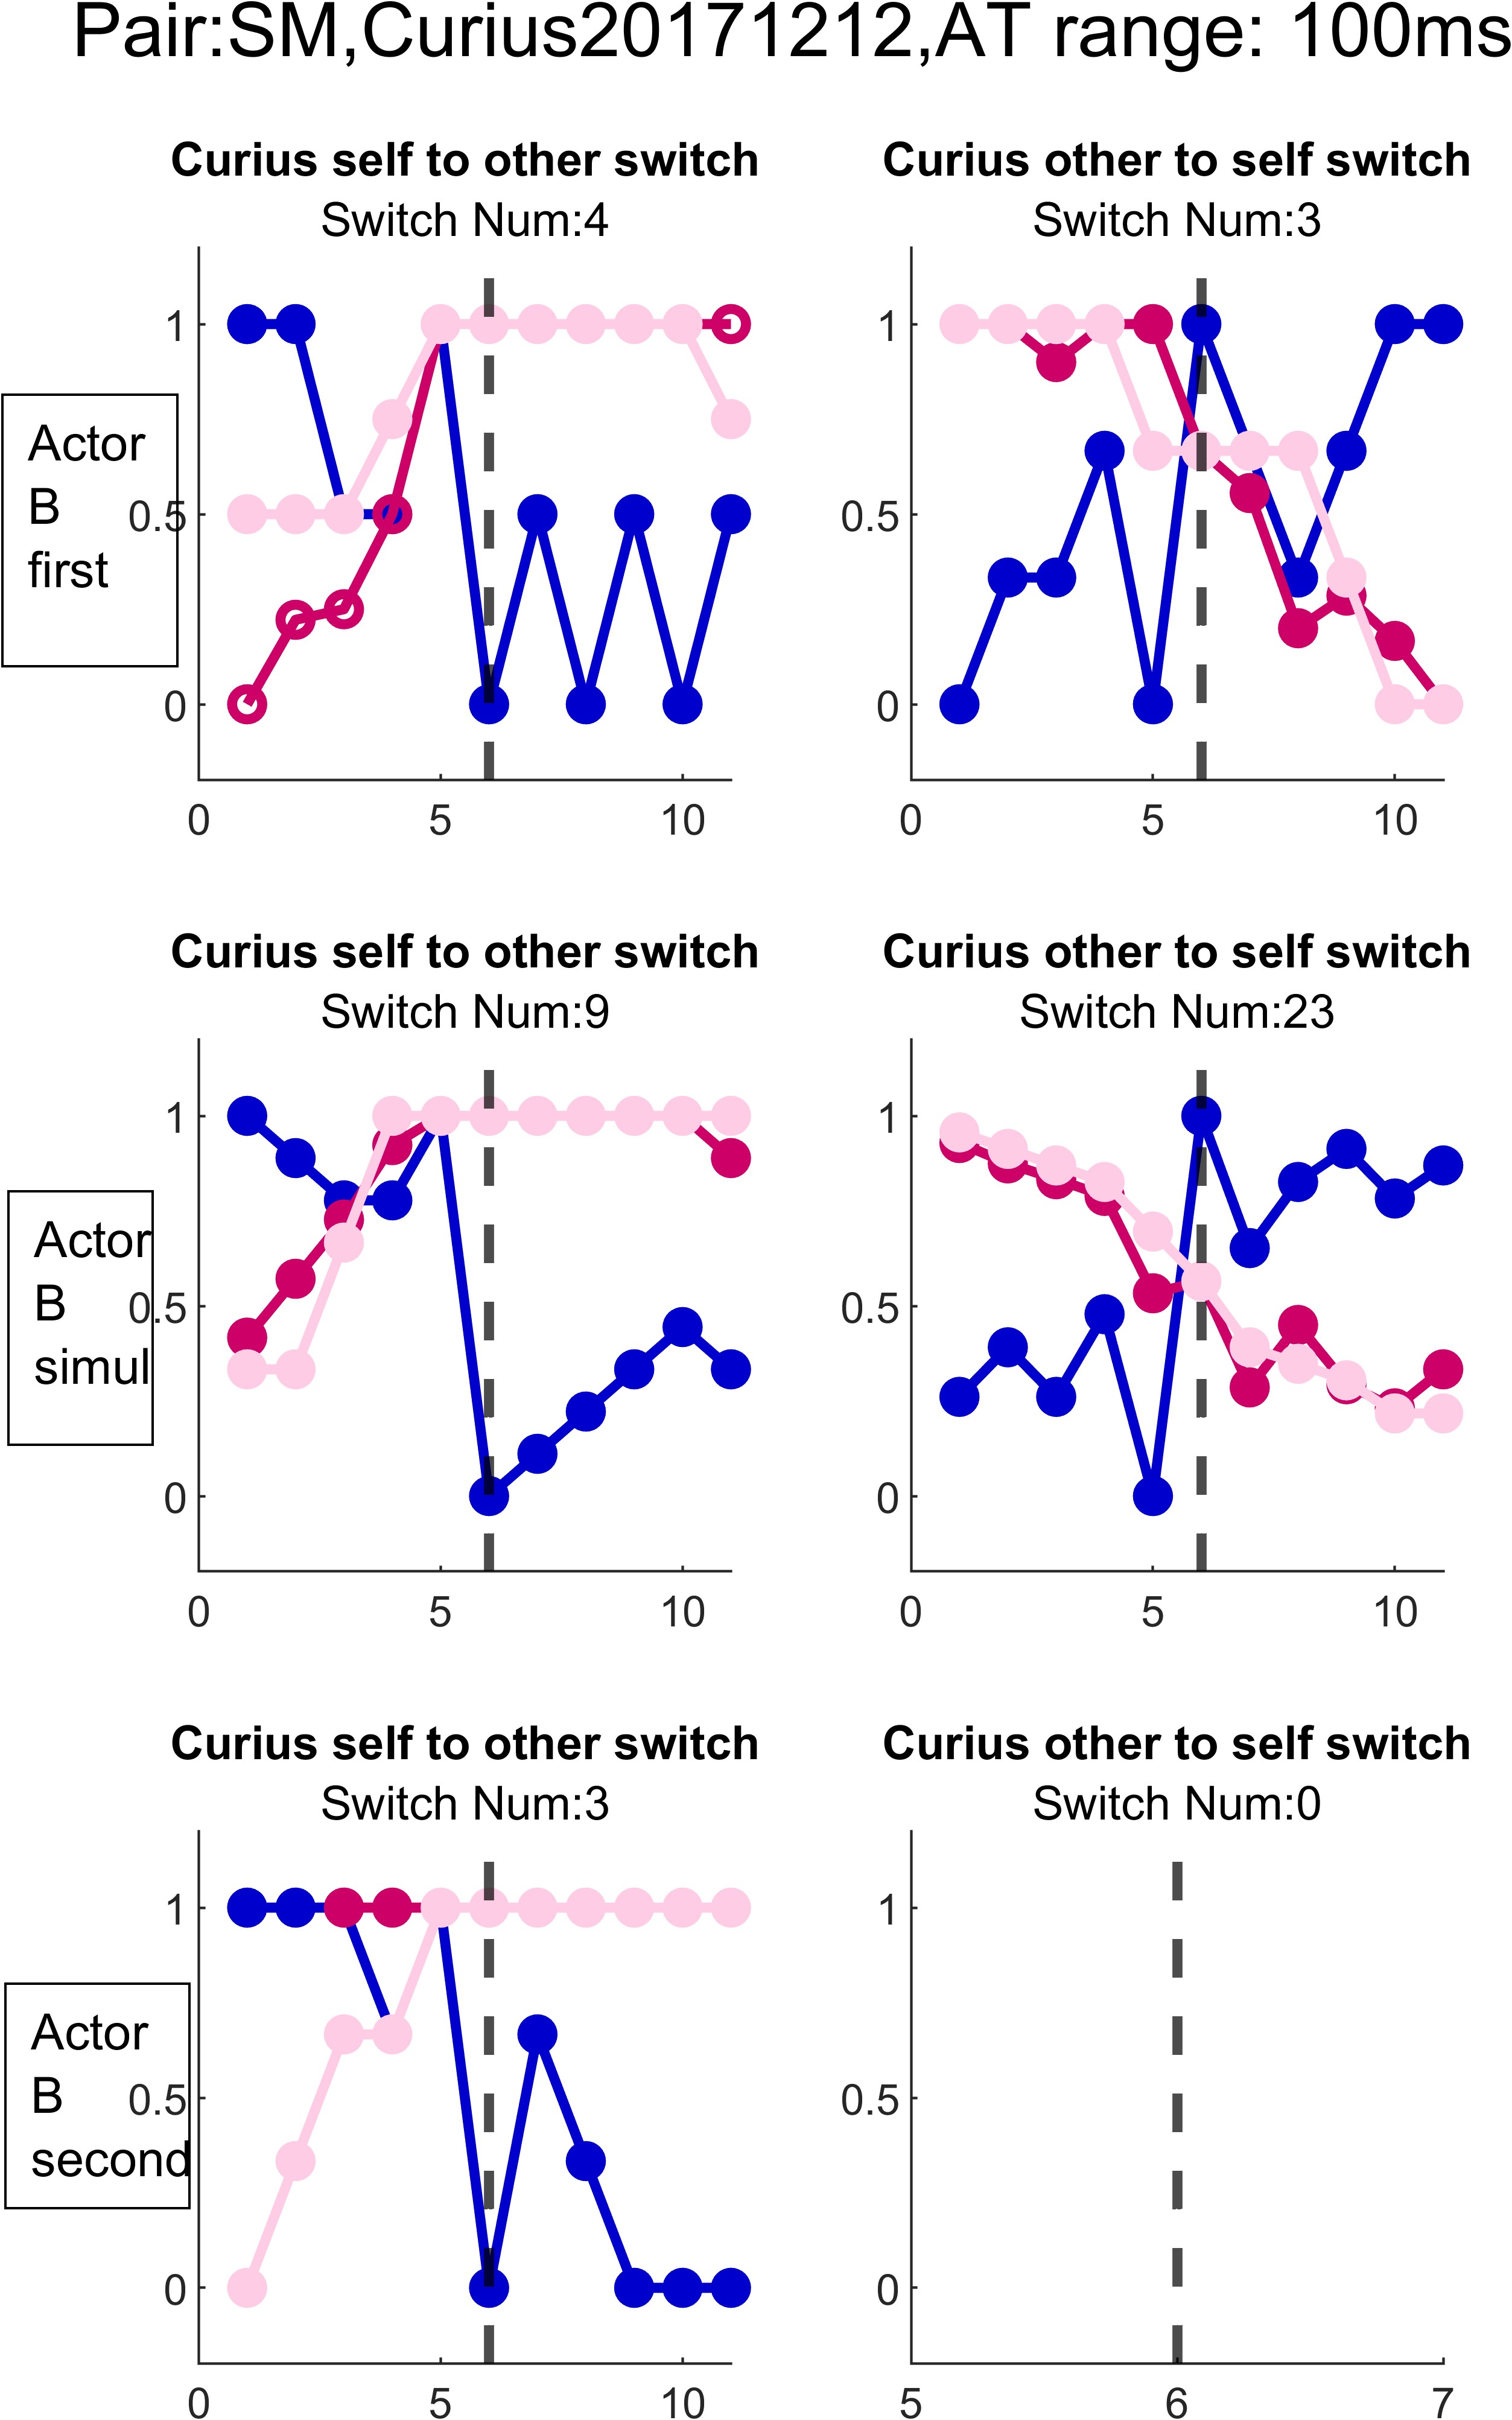 Pair:SM,Curius20171212,AT range: 100ms
Curius self to other switch
Switch Num:4
Curius other to self switch
Switch Num:3
Actor
B
first
1
0.5
0
0
5
10
1
0.5
0
0
5
10
Curius self to other switch
Switch Num:9
Curius other to self switch
Switch Num:23
Actor
B
simul
1
0.5
0
0
5
10
1
0.5
0
0
5
10
Curius self to other switch
Switch Num:3
Curius other to self switch
Switch Num:0
Actor
B
second
1
0.5
0
0
5
10
1
0.5
0
5
6
7